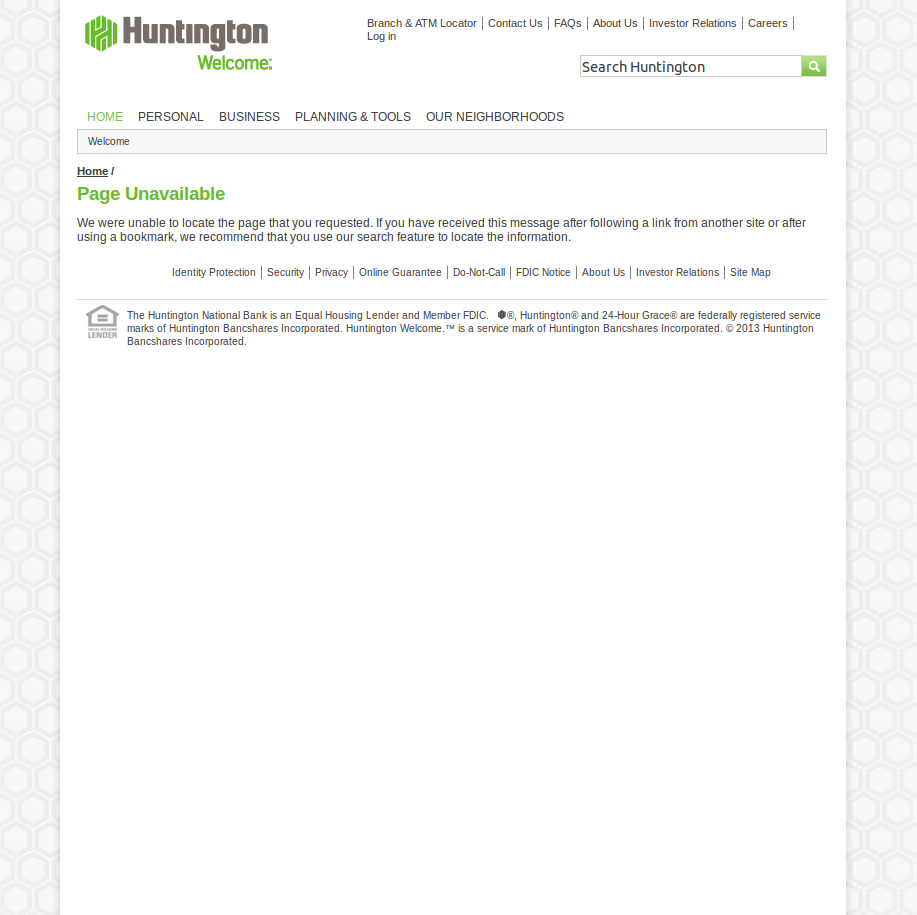 Huntington
Welcome.
Branch & ATM Locator | Contact Us | FAQs | About Us | Investor Relations | Careers |
Log in
Search Huntington
HOME PERSONAL BUSINESS PLANNING & TOOLS OUR NEIGHBORHOODS
Welcome
Home /
Page Unavailable
We were unable to locate the page that you requested. If you have received this message after following a link from another site or after
using a bookmark, we recommend that you use our search feature to locate the information.
Identity Protection | Security | Privacy | Online Guarantee | Do-Not-Call | FDIC Notice | About Us | Investor Relations | Site Map
EQUAL HOUSING
LENDER
The Huntington National Bank is an Equal Housing Lender and Member FDIC. ®, Huntington® and 24-Hour Grace® are federally registered service
marks of Huntington Bancshares Incorporated. Huntington Welcome.™ is a service mark of Huntington Bancshares Incorporated. © 2013 Huntington
Bancshares Incorporated.